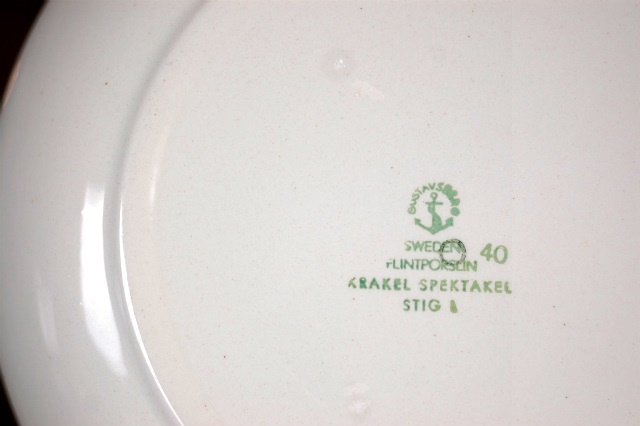 GUSTAVSBERG
SWEDEN 40
FLINTPORSLIN
KRAKEL SPEKTAKEL
STIG L